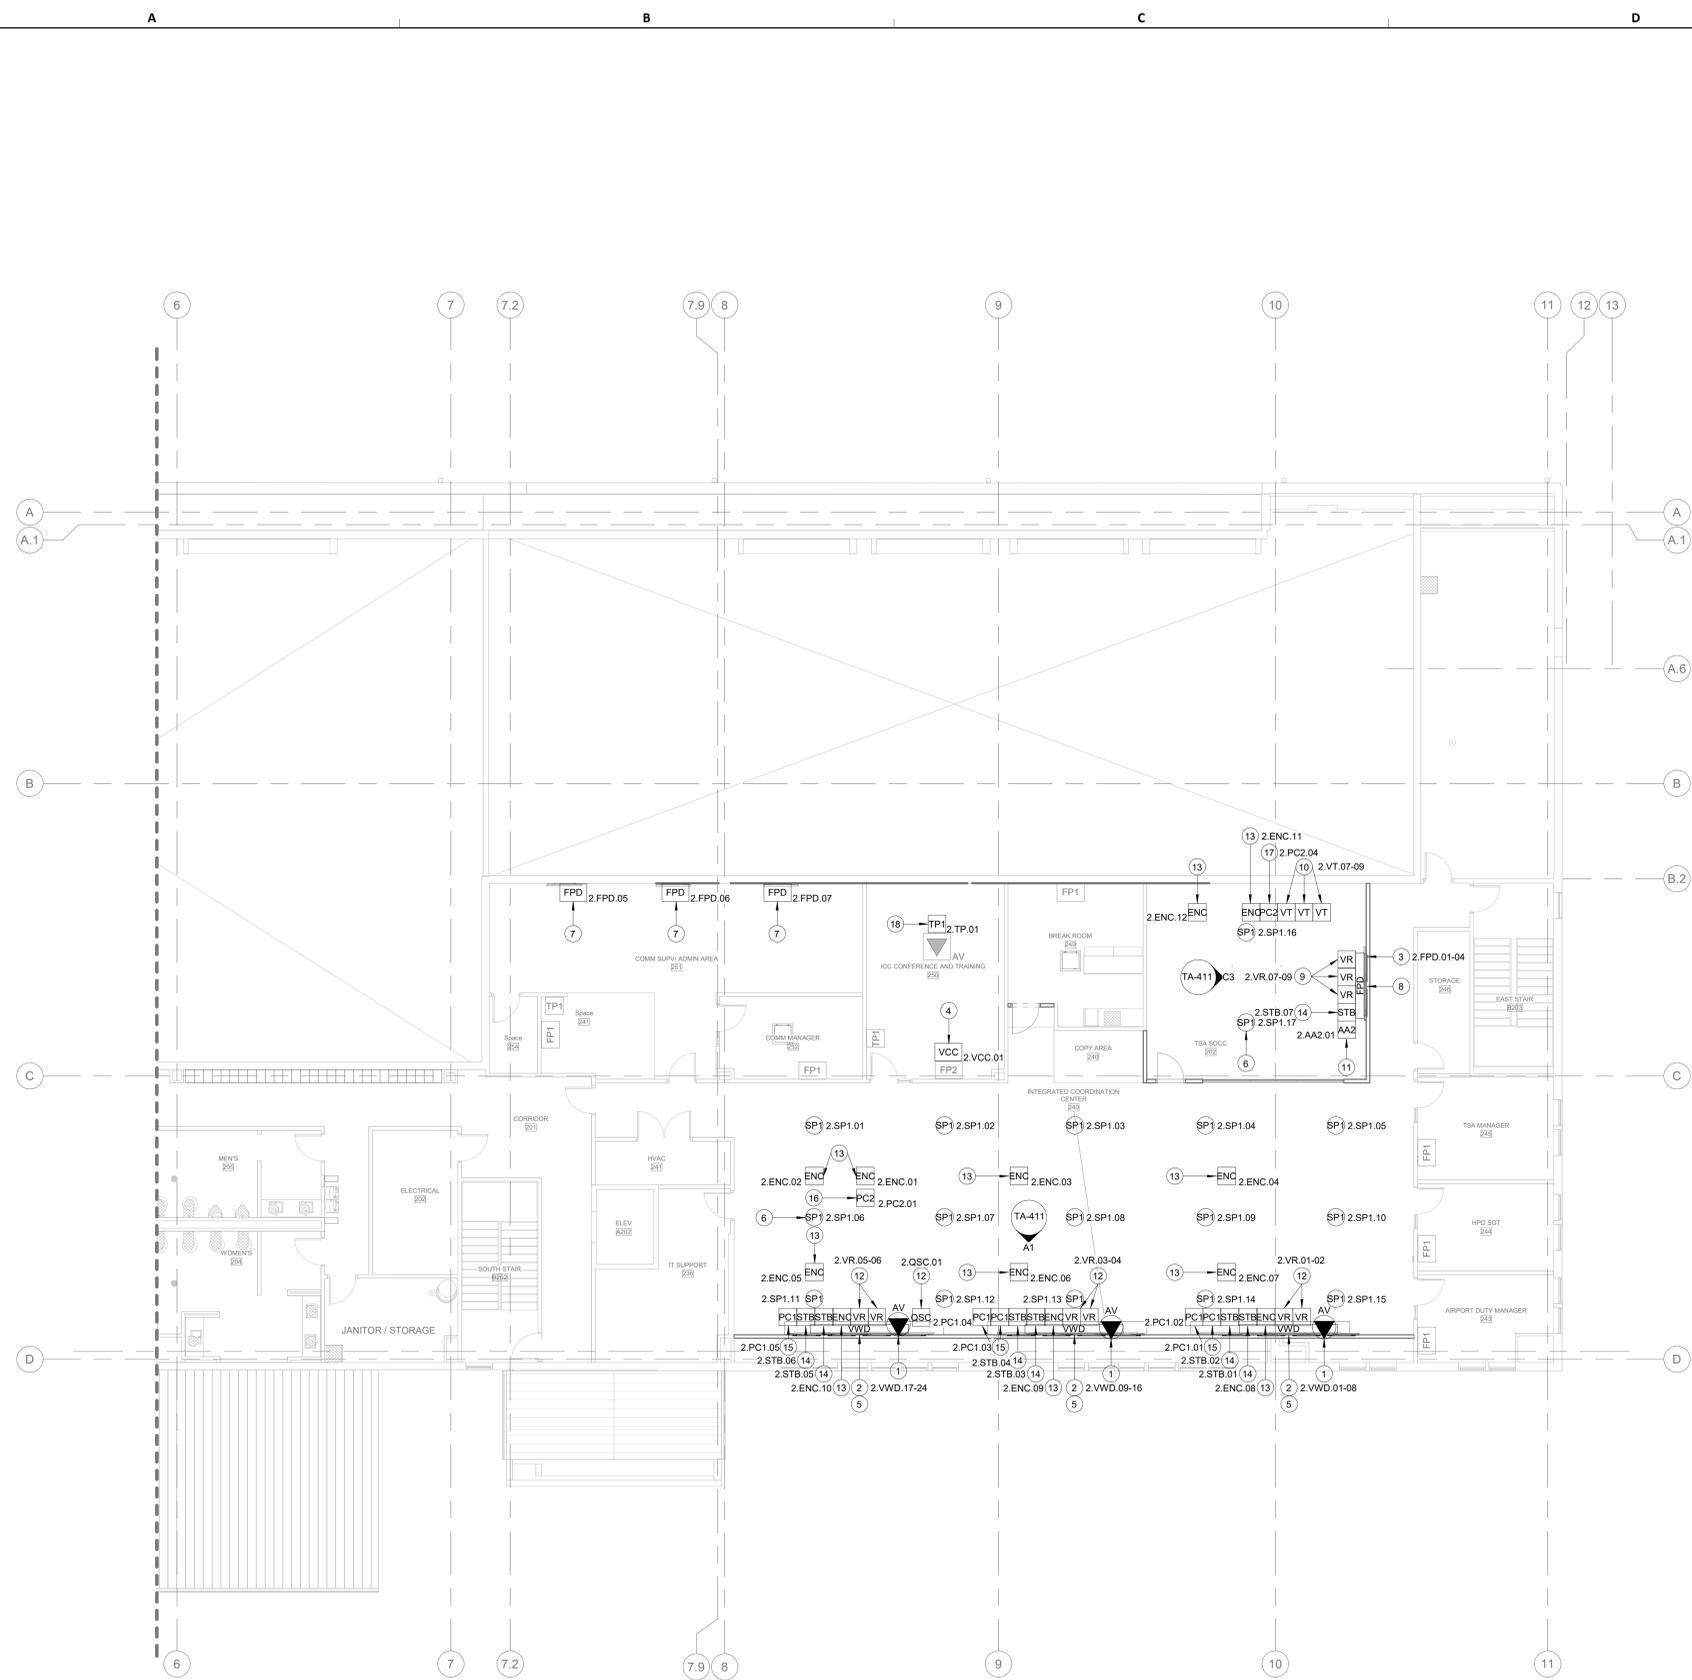 A B C D
6 7 7.2 7.9 8 9 10 11 12 13
A A
A.1 A.1
A.6
B B
13 2.ENC.11
17 2.PC2.04
13 10 2.VT.07-09
B.2
FPD 2.FPD.05 FPD 2.FPD.06 FPD 2.FPD.07 FP1
2.ENC.12 ENC ENC PC2 VT VT VT
18 TP1 2.TP.01
7 7 7
SP1 2.SP1.16
BREAK ROOM
249
AV
COMM SUPV/ ADMIN AREA
251
ICC CONFERENCE AND TRAINING
250
VR 3 2.FPD.01-04
TA-411 C3 2.VR.07-09 9 VR FPD 8
VR
STORAGE
246
EAST STAIR
B203
TP1
Space
241
FP1
4
2.STB.07 14 STB
SP1 2.SP1.17
2.AA2.01 AA2
Space
254
COMM MANAGER
252
TP1
VCC 2.VCC.01
COPY AREA
240
TSA SOCC
202
FP1 FP2
6 11
C C
INTEGRATED COORDINATION
CENTER
240
CORRIDOR
201
SP1 2.SP1.01 SP1 2.SP1.02 SP1 2.SP1.03 SP1 2.SP1.04 SP1 2.SP1.05
TSA MANAGER
245
FP1
MEN'S
205
HVAC
241
13
2.ENC.02 ENC ENC 2.ENC.01 13 ENC 2.ENC.03 13 ENC 2.ENC.04
ELECTRICAL
202
16 PC2 2.PC2.01
6 SP1 2.SP1.06 SP1 2.SP1.07 TA-411 SP1 2.SP1.08 SP1 2.SP1.09 SP1 2.SP1.10
A1
ELEV
A202
HPD SGT
244
FP1
13
WOMEN'S
204
SOUTH STAIR
B202
IT SUPPORT
236
2.VR.05-06 2.QSC.01 2.VR.03-04 2.VR.01-02
2.ENC.05 ENC 12 12 13 ENC 2.ENC.06 12 13 ENC 2.ENC.07 12
2.SP1.11 SP1 SP1 2.SP1.12 2.SP1.13 SP1 SP1 2.SP1.14 SP1 2.SP1.15
AIRPORT DUTY MANAGER
243
FP1
AV AV AV
PC1 STB STB ENC VR VR QSC 2.PC1.04 PC1 PC1 STB STB ENC VR VR 2.PC1.02 PC1 PC1 STB STB ENC VR VR
VWD VWD VWD
JANITOR / STORAGE
2.PC1.05 15 2.PC1.03 15 2.PC1.01 15
2.STB.06 14 2.STB.04 14 2.STB.02 14
D D
2.STB.05 14 1 2.STB.03 14 1 2.STB.01 14 1
2.ENC.10 13 2 2.VWD.17-24 2.ENC.09 13 2 2.VWD.09-16 2.ENC.08 13 2 2.VWD.01-08
5 5 5
6 7 7.2 7.9 8 9 10 11